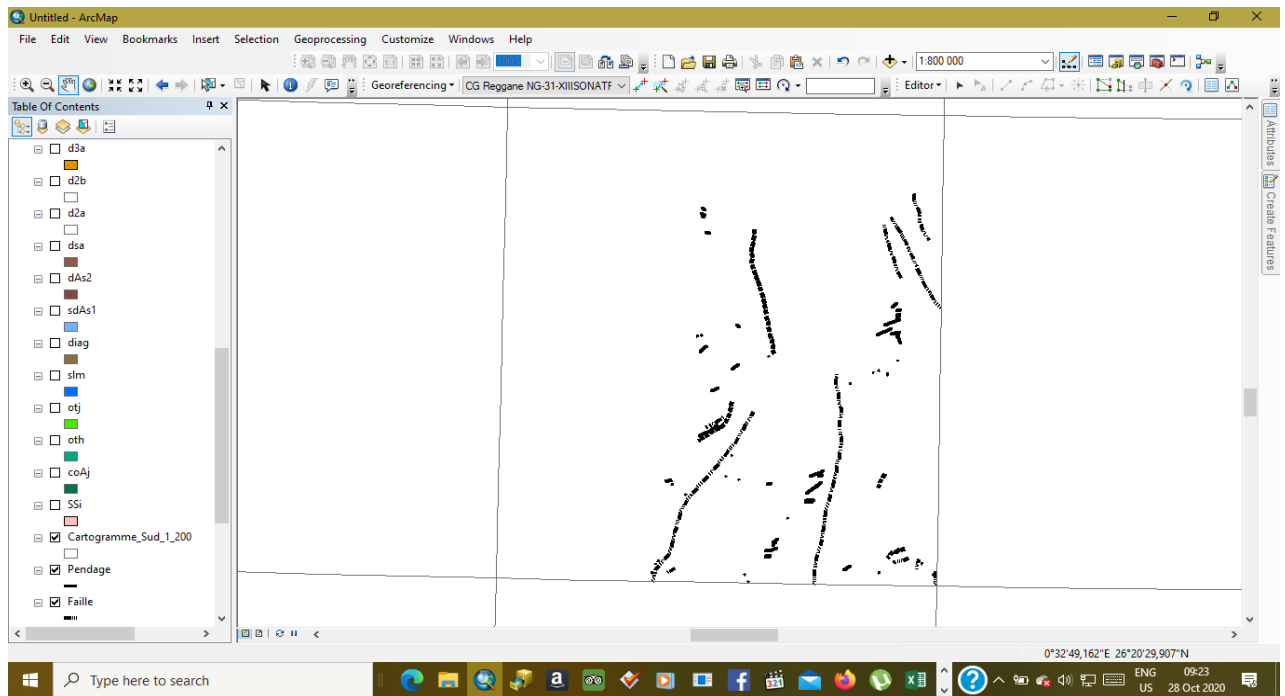 Untitled - ArcMap
File Edit View Bookmarks Insert Selection Geoprocessing Customize Windows Help
1:800 000
Georeferencing CG Reggane NG-31-XIIISONATF Editor
Table Of Contents
d3a
d2b
d2a
dsa
dAs2
sdAs1
diag
slm
otj
oth
coAj
SSi
Cartogramme_Sud_1_200
Pendage
Faille
Attributes
Create Features
0°32'49,162"E 26°20'29,907"N
Type here to search
ENG 09:23
US 28 Oct 2020